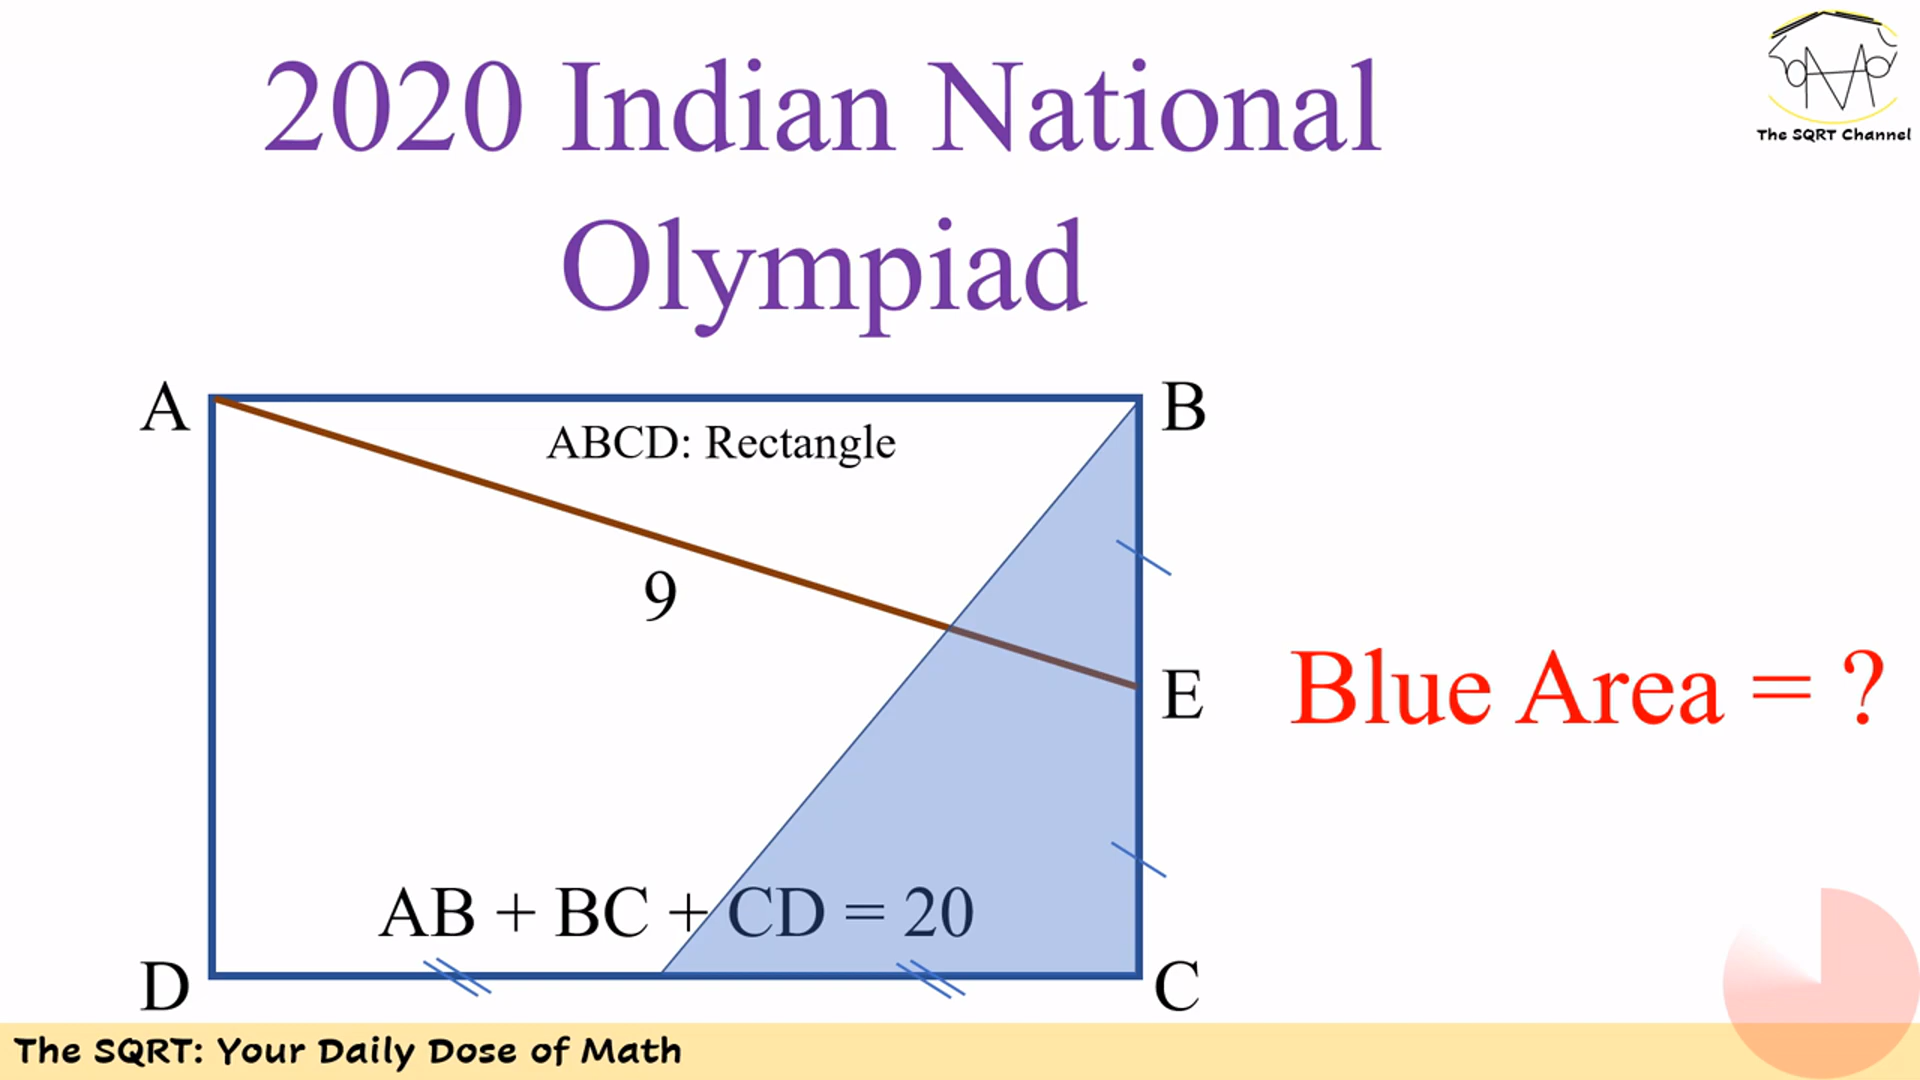 2020 Indian National
Olympiad
The SQRT Channel
A
B
ABCD: Rectangle
9
E
Blue Area = ?
AB + BC + CD = 20
D
C
The SQRT: Your Daily Dose of Math